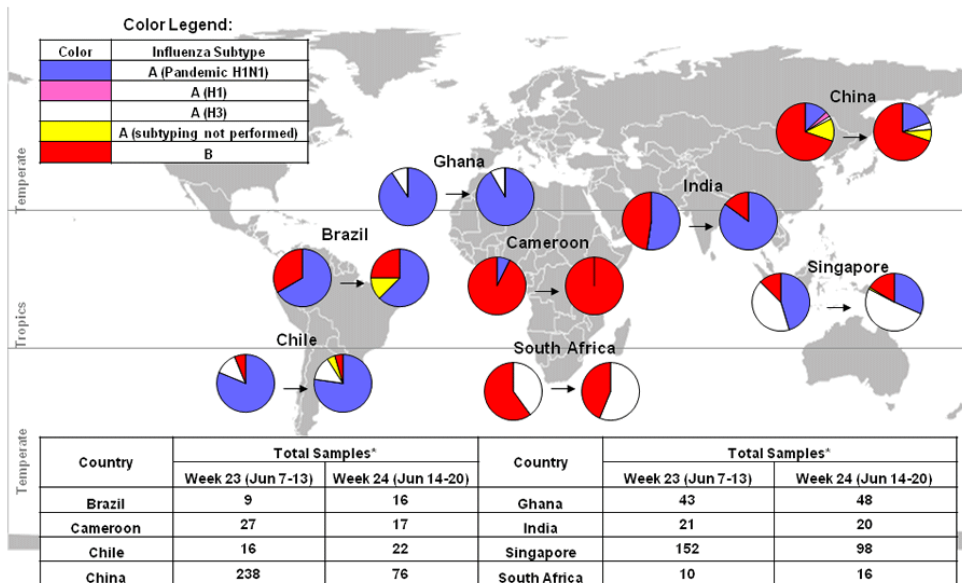 Color Legend:
Color Influenza Subtype
A (Pandemic H1N1)
A (H1)
A (H3)
A (subtyping not performed)
B
Temperate
Tropics
Temperate
China
Ghana
India
Brazil
Cameroon
Singapore
Chile
South Africa
Country Total Samples* Country Total Samples*
Week 23 (Jun 7-13) Week 24 (Jun 14-20) Week 23 (Jun 7-13) Week 24 (Jun 14-20)
Brazil 9 16 Ghana 43 48
Cameroon 27 17 India 21 20
Chile 16 22 Singapore 152 98
China 238 76 South Africa 10 16